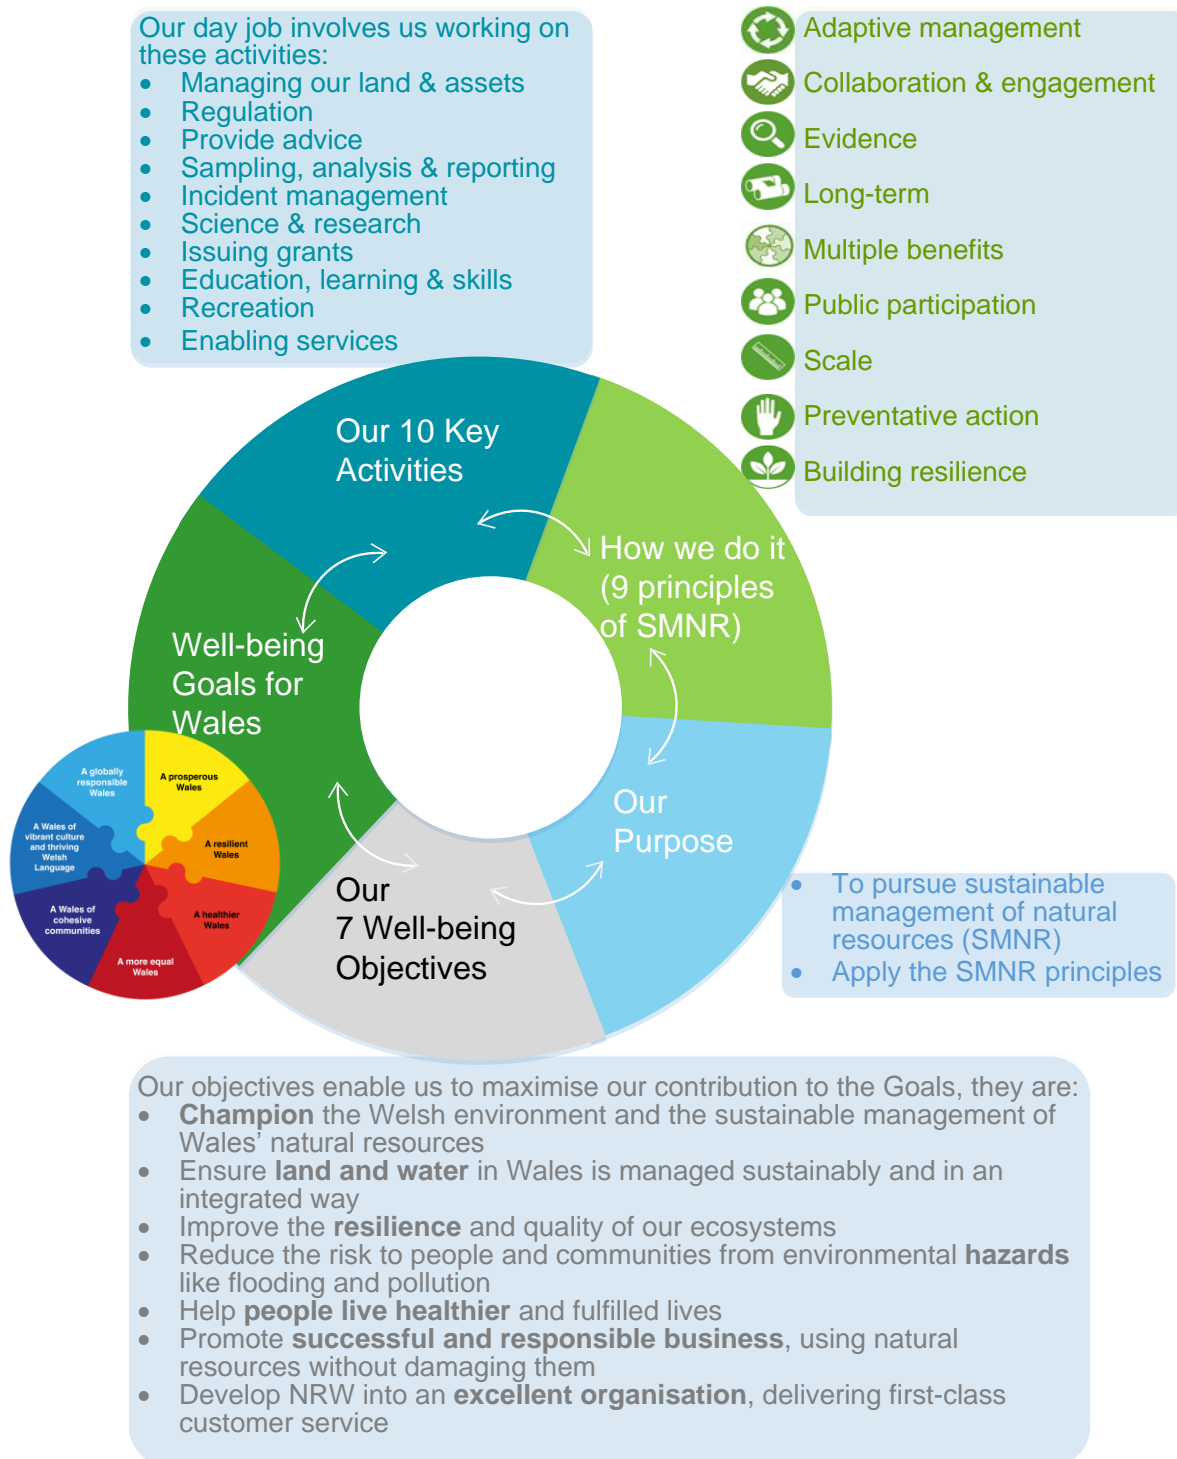 Our day job involves us working on
these activities:
• Managing our land & assets
• Regulation
• Provide advice
• Sampling, analysis & reporting
• Incident management
• Science & research
• Issuing grants
• Education, learning & skills
• Recreation
• Enabling services
Adaptive management
Collaboration & engagement
Evidence
Long-term
Multiple benefits
Public participation
Scale
Preventative action
Building resilience
Our 10 Key
Activities
How we do it
(9 principles
of SMNR)
Well-being
Goals for
Wales
Our
Purpose
Our
7 Well-being
Objectives
A globally
responsible
Wales
A prosperous
Wales
A Wales of
vibrant culture
and thriving
Welsh
Language
A resilient
Wales
A Wales of
cohesive
communities
A healthier
Wales
A more equal
Wales
• To pursue sustainable
management of natural
resources (SMNR)
• Apply the SMNR principles
Our objectives enable us to maximise our contribution to the Goals, they are:
• Champion the Welsh environment and the sustainable management of
Wales’ natural resources
• Ensure land and water in Wales is managed sustainably and in an
integrated way
• Improve the resilience and quality of our ecosystems
• Reduce the risk to people and communities from environmental hazards
like flooding and pollution
• Help people live healthier and fulfilled lives
• Promote successful and responsible business, using natural
resources without damaging them
• Develop NRW into an excellent organisation, delivering first-class
customer service